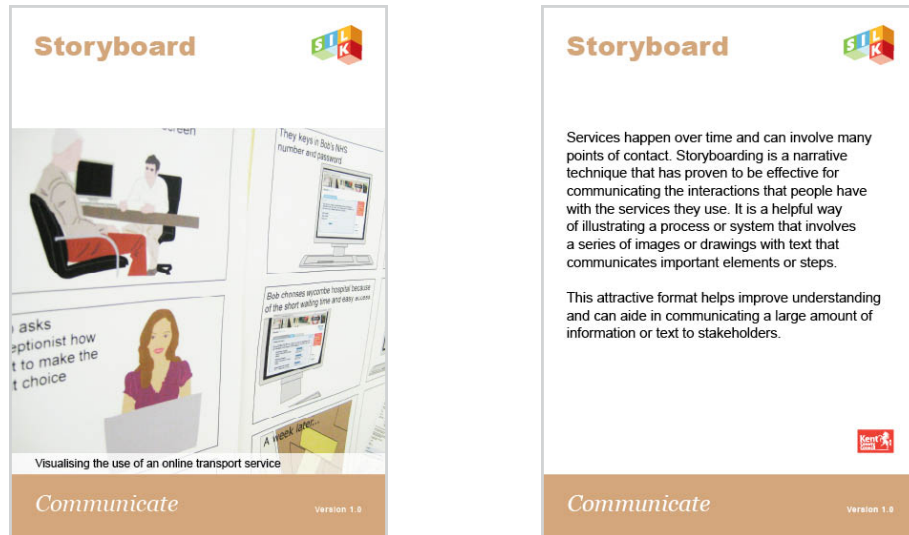 Storyboard
SILK
screen
They keys in Bob's NHS
number and password
Bob chooses wycombe hospital because
of the short waiting time and easy access
asks
eptionist how
t to make the
t choice
A week later...
Visualising the use of an online transport service
Communicate
Version 1.0
Storyboard
SILK
Services happen over time and can involve many
points of contact. Storyboarding is a narrative
technique that has proven to be effective for
communicating the interactions that people have
with the services they use. It is a helpful way
of illustrating a process or system that involves
a series of images or drawings with text that
communicates important elements or steps.
This attractive format helps improve understanding
and can aide in communicating a large amount of
information or text to stakeholders.
Kent
Communicate
Version 1.0